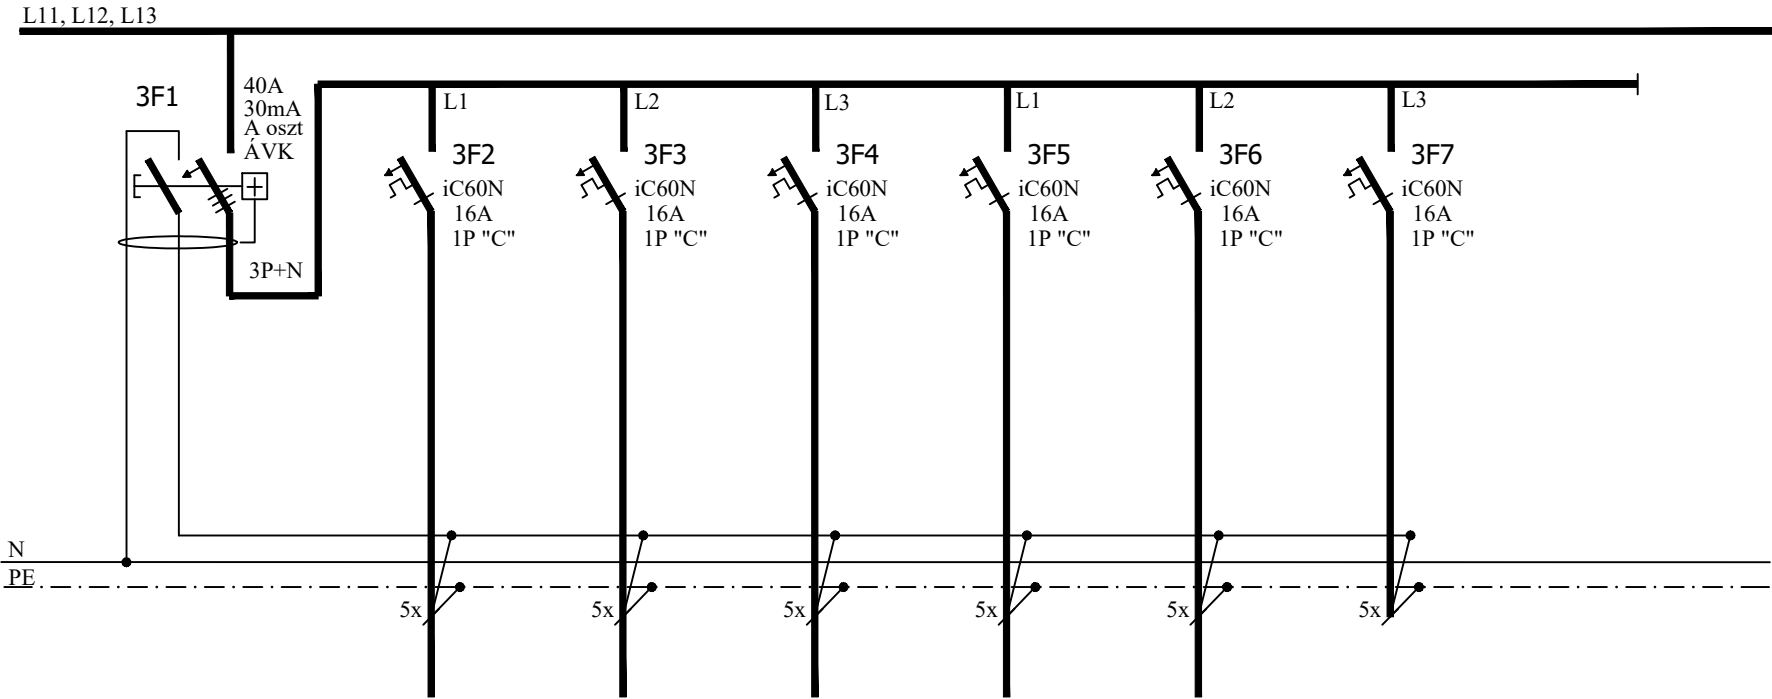 L11, L12, L13
3F1
40A
30mA
A oszt
ÁVK
3P+N
L1
3F2
iC60N
16A
1P "C"
L2
3F3
iC60N
16A
1P "C"
L3
3F4
iC60N
16A
1P "C"
L1
3F5
iC60N
16A
1P "C"
L2
3F6
iC60N
16A
1P "C"
L3
3F7
iC60N
16A
1P "C"
N
PE
5x
5x
5x
5x
5x
5x